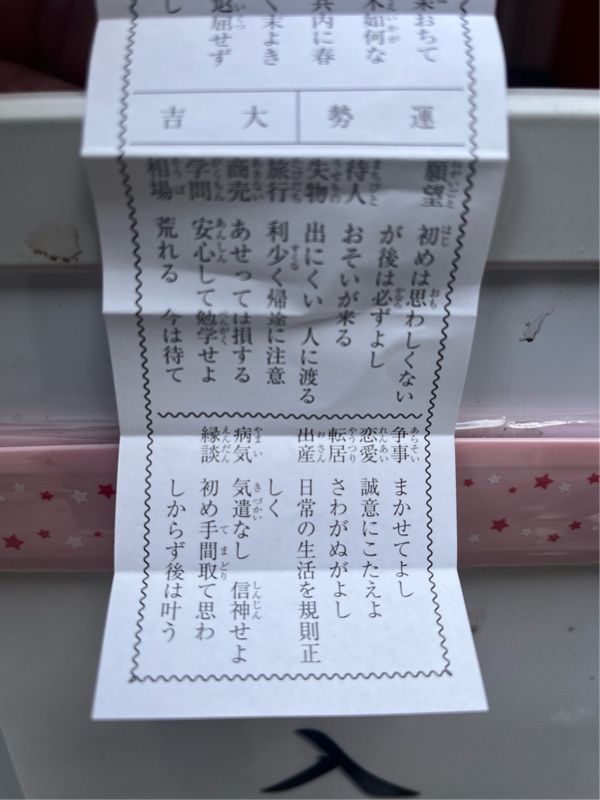 おちて
如何な
内に春
く末よき
退屈せず
し
運勢 大吉
願望 初めは思わしくない
が後は必ずよし
待人 おそいが来る
失物 出にくい 人に渡る
旅行 利少く帰途に注意
商売 あせっては損する
学問 安心して勉学せよ
相場 荒れる 今は待て
争事 まかせてよし
恋愛 誠意にこたえよ
転居 さわがぬがよし
出産 日常の生活を規則正
しく
病気 気遣なし 信神せよ
縁談 初め手間取て思わ
しからず後は叶う